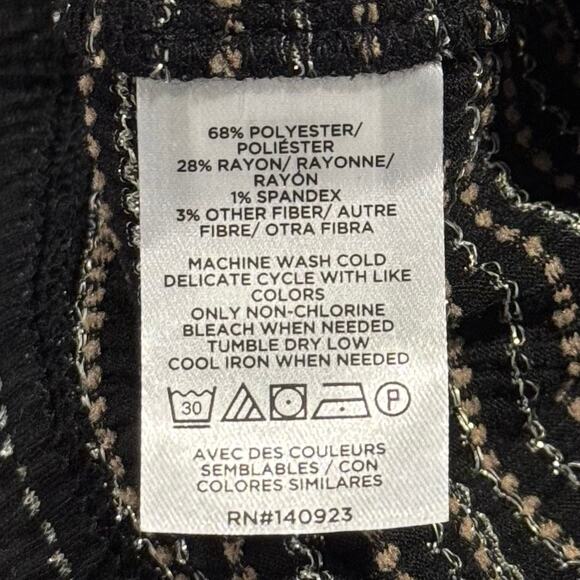 68% POLYESTER/
POLIÉSTER
28% RAYON/ RAYONNE/
RAYÓN
1% SPANDEX
3% OTHER FIBER/ AUTRE
FIBRE/ OTRA FIBRA
MACHINE WASH COLD
DELICATE CYCLE WITH LIKE
COLORS
ONLY NON-CHLORINE
BLEACH WHEN NEEDED
TUMBLE DRY LOW
COOL IRON WHEN NEEDED
30 P
AVEC DES COULEURS
SEMBLABLES / CON
COLORES SIMILARES
RN#140923